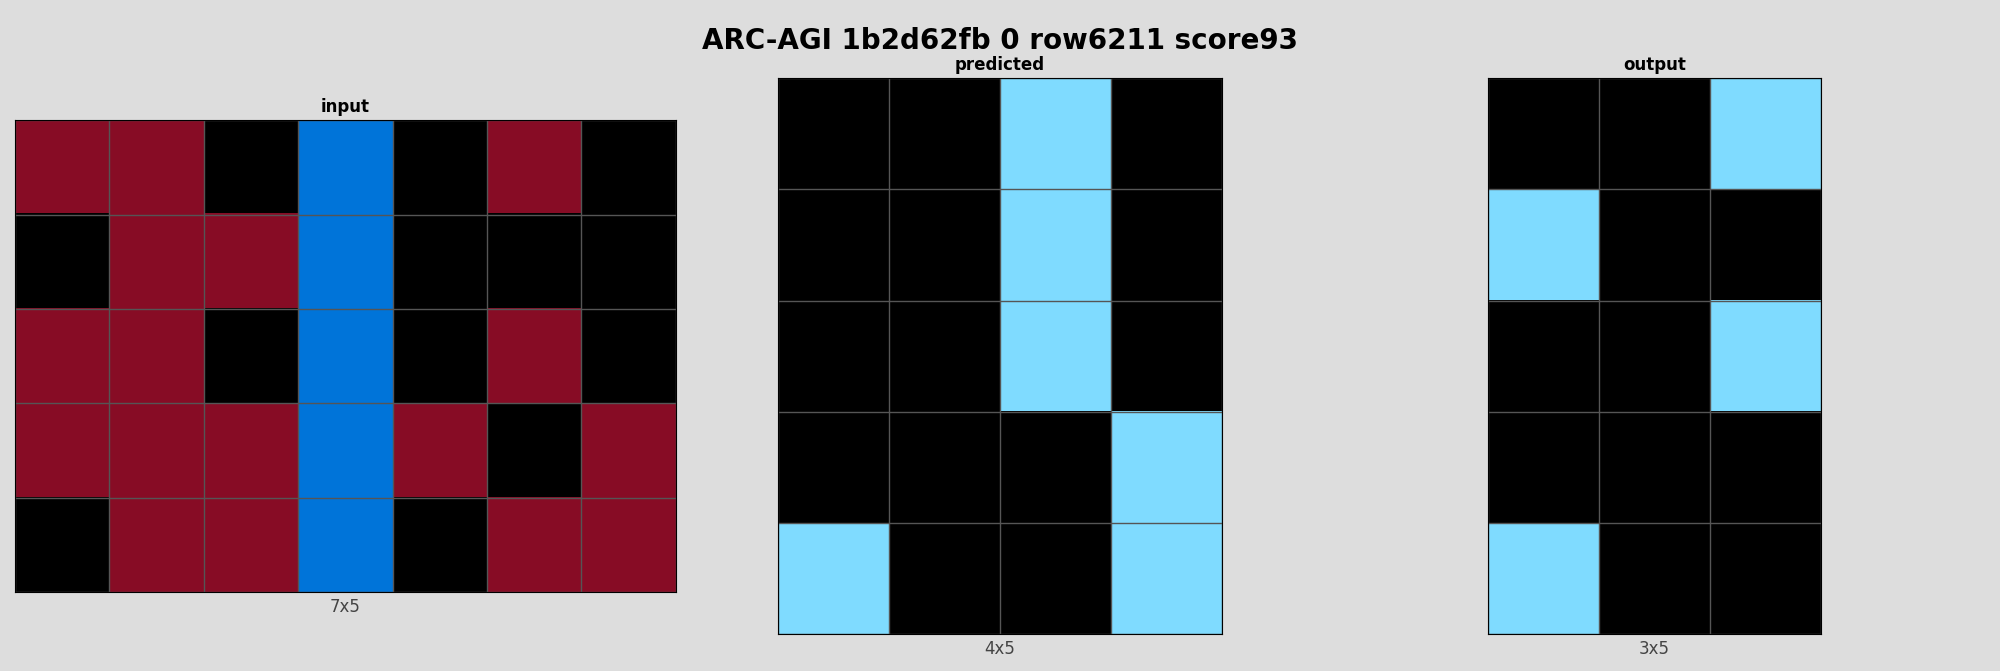 ARC-AGI 1b2d62fb 0 row6211 score93
input
predicted
output
7x5
4x5
3x5